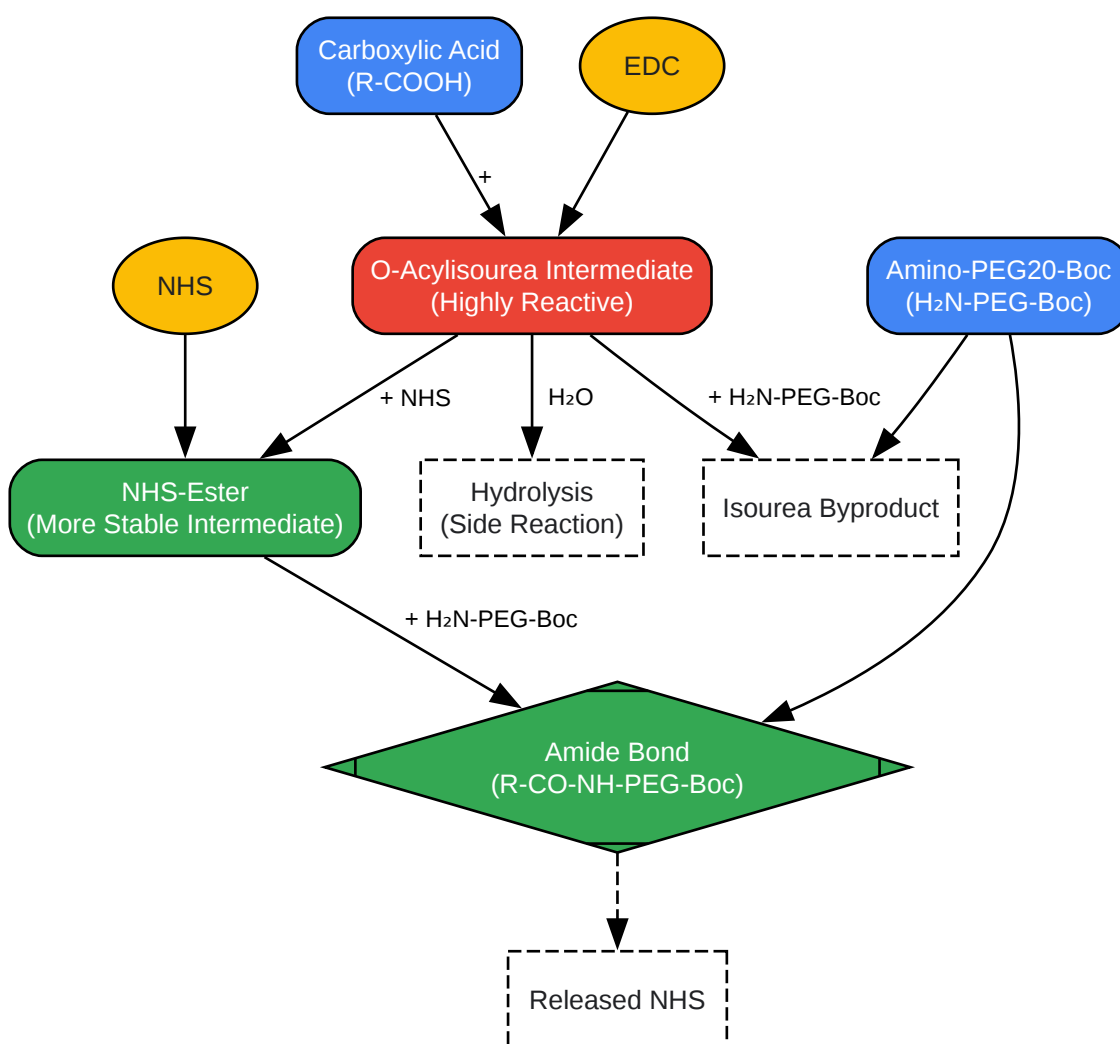 Carboxylic Acid
(R-COOH)
EDC
+
NHS
O-Acylisourea Intermediate
(Highly Reactive)
Amino-PEG20-Boc
(H₂N-PEG-Boc)
+ NHS
H₂O
+ H₂N-PEG-Boc
NHS-Ester
(More Stable Intermediate)
Hydrolysis
(Side Reaction)
Isourea Byproduct
+ H₂N-PEG-Boc
Amide Bond
(R-CO-NH-PEG-Boc)
Released NHS